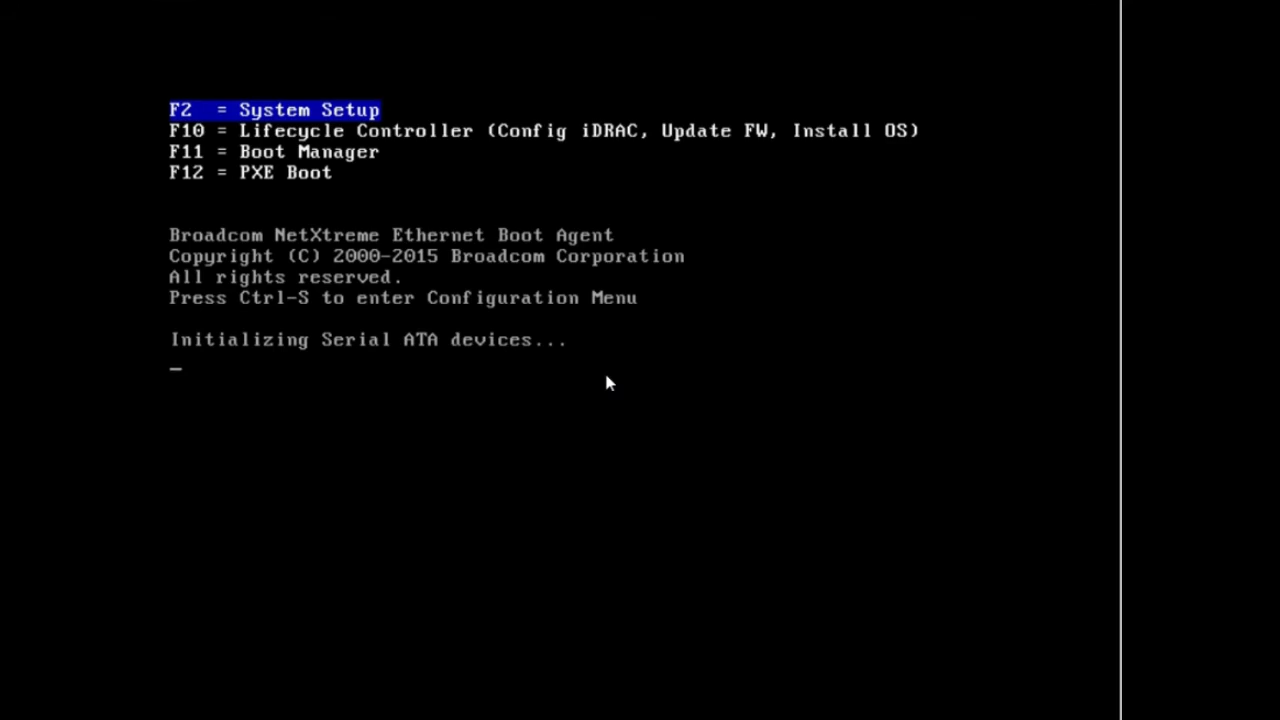 F2  = System Setup
F10 = Lifecycle Controller (Config iDRAC, Update FW, Install OS)
F11 = Boot Manager
F12 = PXE Boot
Broadcom NetXtreme Ethernet Boot Agent
Copyright (C) 2000-2015 Broadcom Corporation
All rights reserved.
Press Ctrl-S to enter Configuration Menu
Initializing Serial ATA devices...